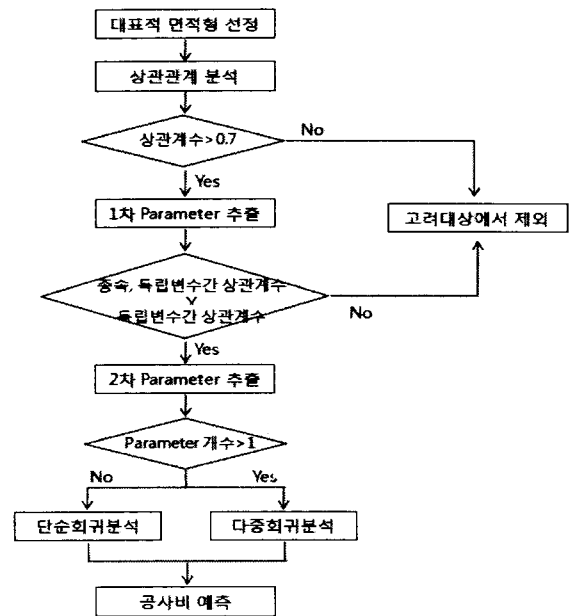 대표적 면적형 선정
상관관계 분석
상관계수>0.7
No
Yes
1차 Parameter 추출
고려대상에서 제외
종속, 독립변수간 상관계수
∨
독립변수간 상관계수
No
Yes
2차 Parameter 추출
Parameter 개수>1
No
Yes
단순회귀분석
다중회귀분석
공사비 예측